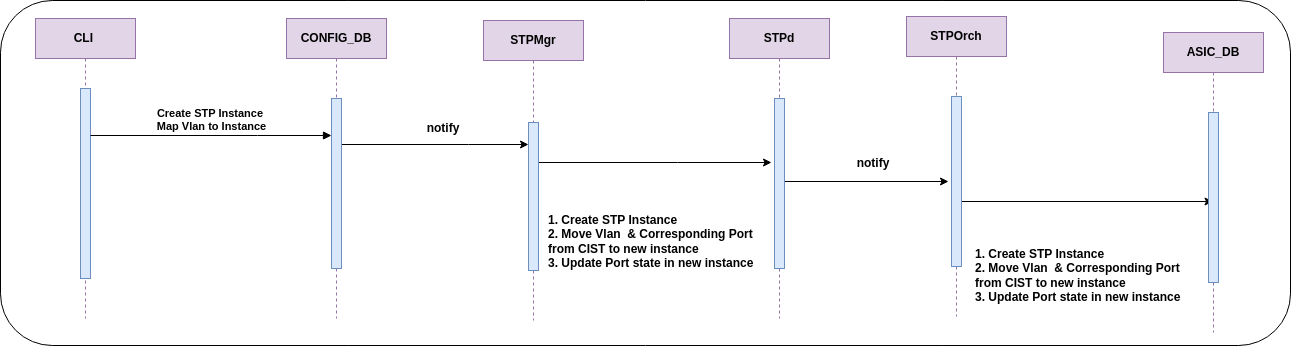 CLI
CONFIG_DB
STPMgr
STPd
STPOrch
ASIC_DB
Create STP Instance
Map Vlan to Instance
notify
notify
1. Create STP Instance
2. Move Vlan  & Corresponding Port
from CIST to new instance
3. Update Port state in new instance
1. Create STP Instance
2. Move Vlan  & Corresponding Port
from CIST to new instance
3. Update Port state in new instance